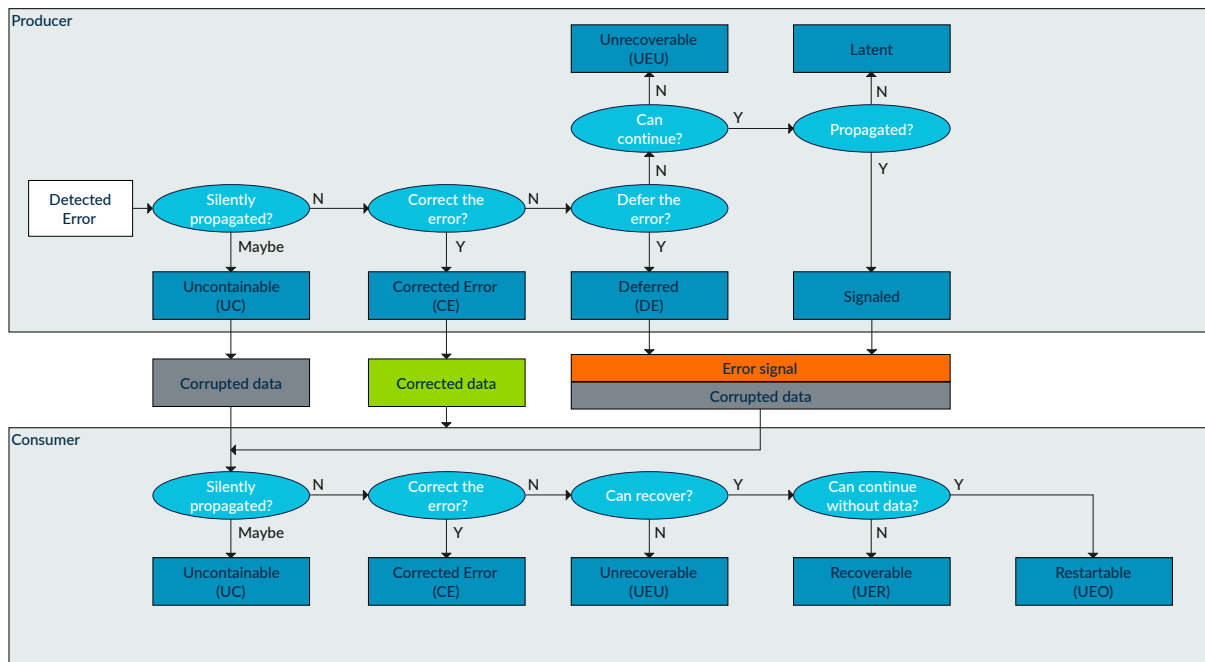 Producer
Unrecoverable
(UEU)
Latent
N
N
Can
continue?
Y
Propagated?
N
Y
Detected
Error
Silently
propagated?
N
Correct the
error?
N
Defer the
error?
Maybe
Y
Y
Uncontainable
(UC)
Corrected Error
(CE)
Deferred
(DE)
Signaled
Corrupted data
Corrected data
Error signal
Corrupted data
Consumer
Silently
propagated?
N
Correct the
error?
N
Can recover?
Y
Can continue
without data?
Y
Maybe
Y
N
N
Uncontainable
(UC)
Corrected Error
(CE)
Unrecoverable
(UEU)
Recoverable
(UER)
Restartable
(UEO)